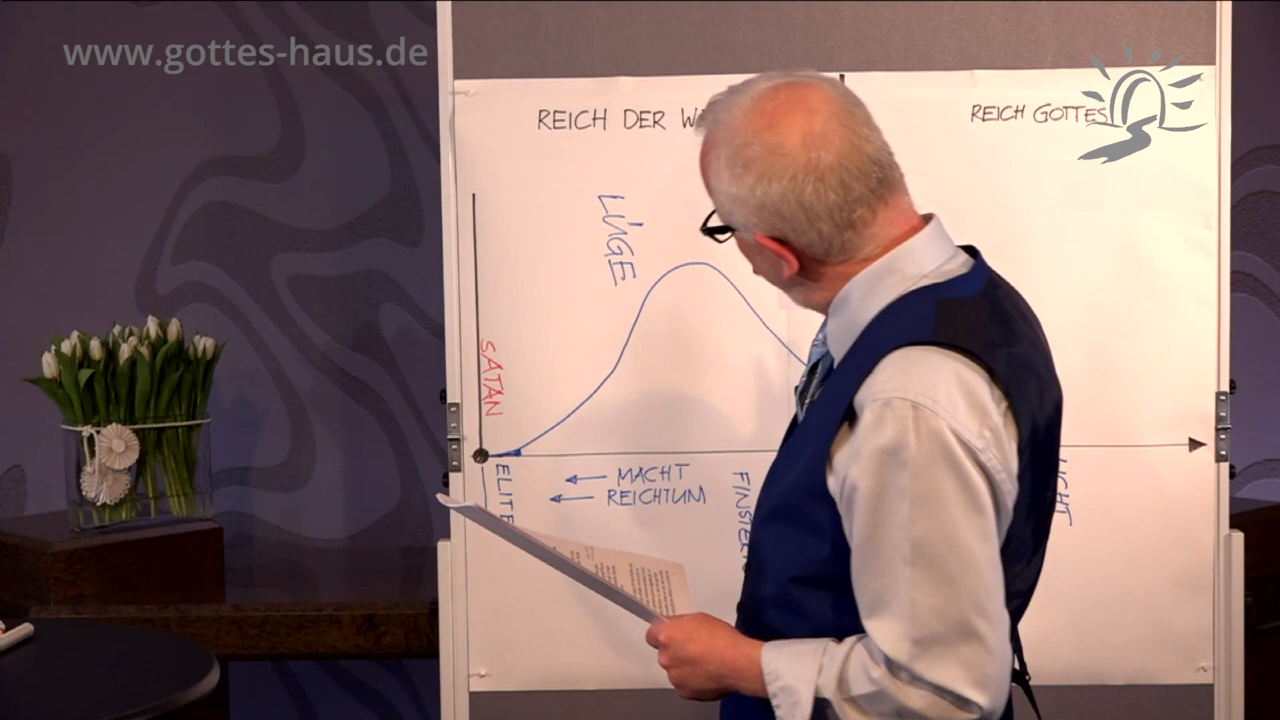 www.gottes-haus.de
REICH DER
REICH GOTTES
LÜGE
SATAN
ELITE
← MACHT
← REICHTUM